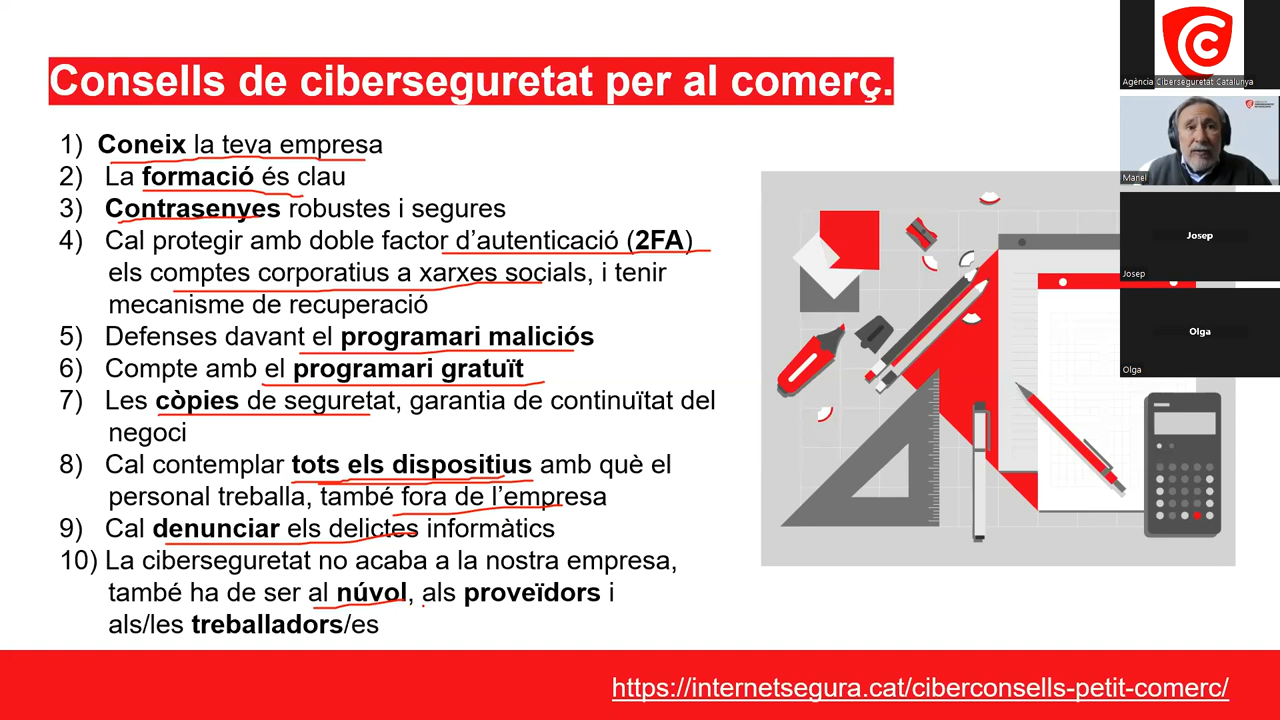 Consells de ciberseguretat per al comerç.
1) Coneix la teva empresa
2) La formació és clau
3) Contrasenyes robustes i segures
4) Cal protegir amb doble factor d’autenticació (2FA)
els comptes corporatius a xarxes socials, i tenir
mecanisme de recuperació
5) Defenses davant el programari maliciós
6) Compte amb el programari gratuït
7) Les còpies de seguretat, garantia de continuïtat del
negoci
8) Cal contemplar tots els dispositius amb què el
personal treballa, també fora de l’empresa
9) Cal denunciar els delictes informàtics
10) La ciberseguretat no acaba a la nostra empresa,
també ha de ser al núvol, als proveïdors i
als/les treballadors/es
https://internetsegura.cat/ciberconsells-petit-comerc/
Agència Ciberseguretat Catalunya
Manel
Josep
Josep
Olga
Olga